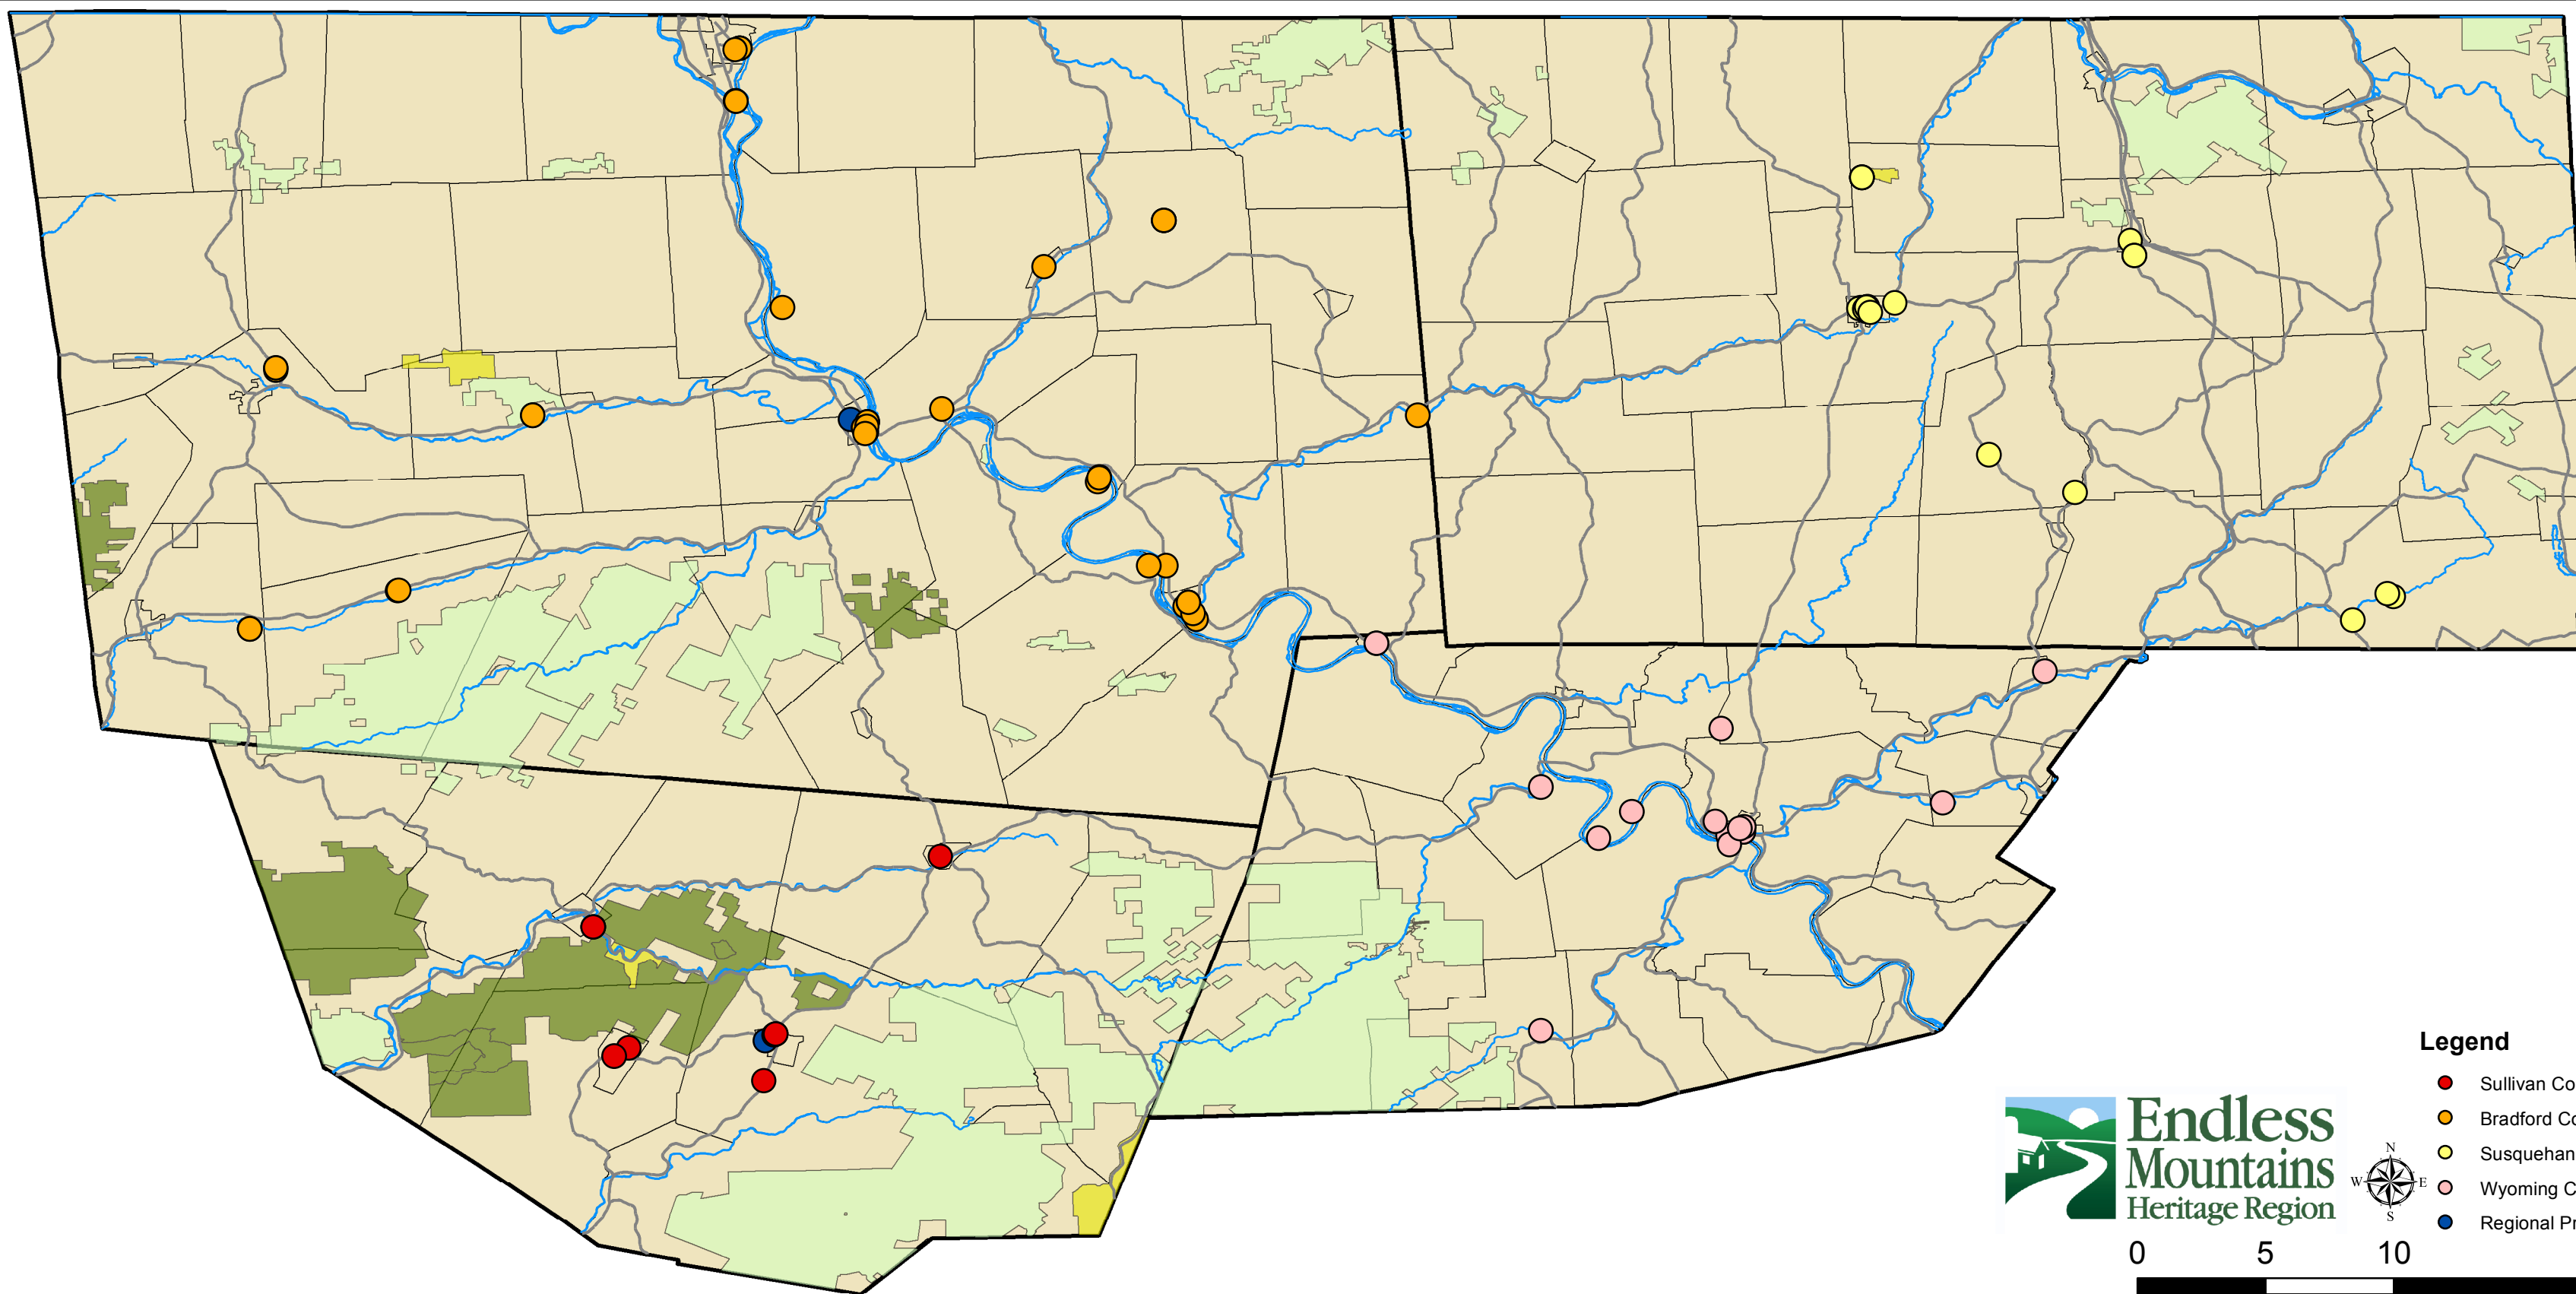 Legend
Sullivan Co
Bradford Co
Susquehan
Wyoming C
Regional Pr
Endless
Mountains
Heritage Region
N
W E
S
0 5 10